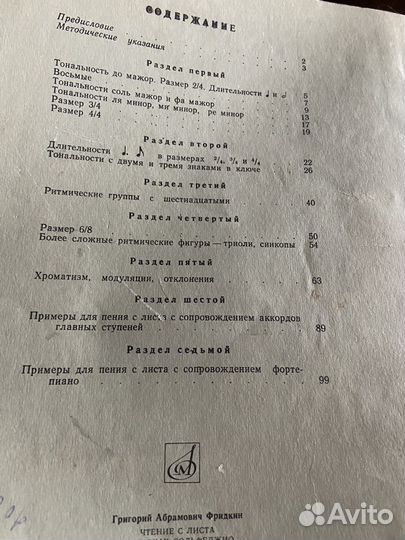 СОДЕРЖАНИЕ
Предисловие . . . 2
Методические указания . . . 3
Раздел первый
Тональность до мажор. Размер 2/4. Длительности ♩ и 𝅗𝅥 5
Восьмые . . . 7
Тональности соль мажор и фа мажор . . . 9
Тональности ля минор, ми минор, ре минор . . . 13
Размер 3/4 . . . 17
Размер 4/4 . . . 19
Раздел второй
Длительности ♩. ♪ в размерах 2/4, 3/4 и 4/4 22
Тональности с двумя и тремя знаками в ключе . . . 26
Раздел третий
Ритмические группы с шестнадцатыми . . . 40
Раздел четвертый
Размер 6/8 . . . 50
Более сложные ритмические фигуры — триоли, синкопы 54
Раздел пятый
Хроматизм, модуляции, отклонения . . . 63
Раздел шестой
Примеры для пения с листа с сопровождением аккордов
главных ступеней . . . 89
Раздел седьмой
Примеры для пения с листа с сопровождением форте-
пиано . . . 99
Григорий Абрамович Фридкин
ЧТЕНИЕ С ЛИСТА
СОЛЬФЕДЖИО
Avito